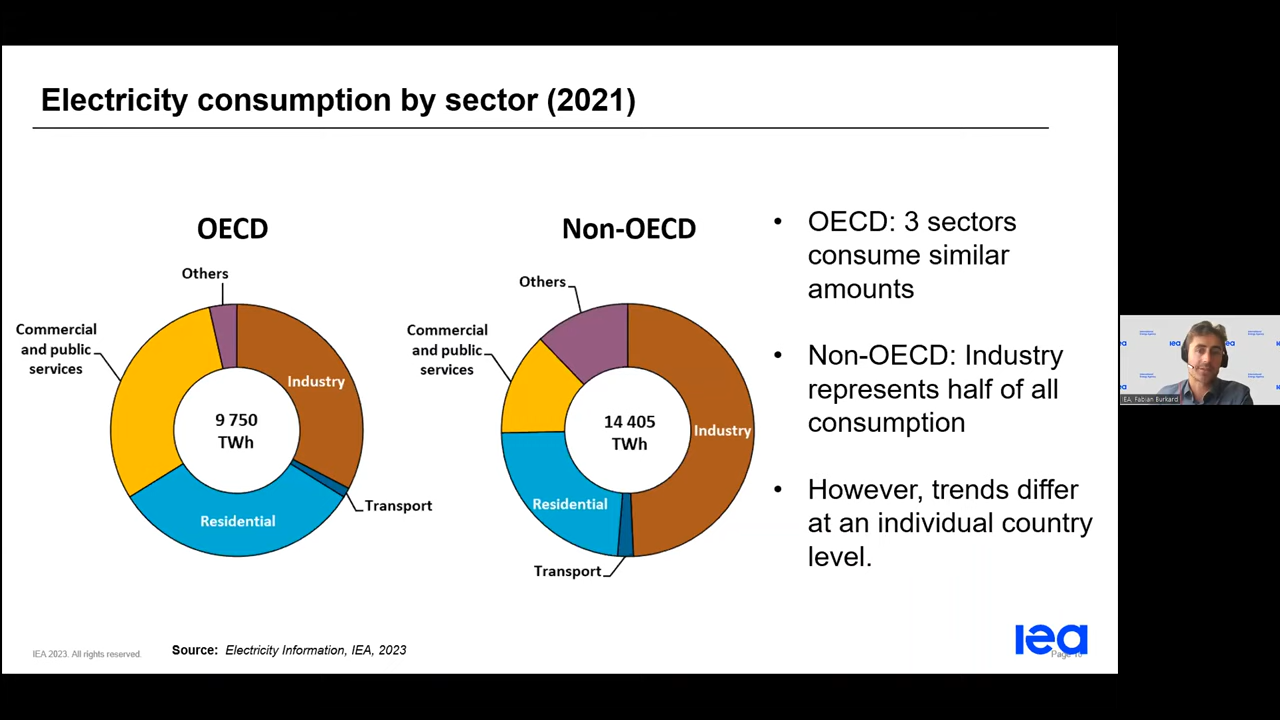 Electricity consumption by sector (2021)
OECD
Others
Commercial
and public
services
Industry
9 750
TWh
Transport
Residential
Non-OECD
Others
Commercial
and public
services
14 405
TWh
Industry
Residential
Transport
• OECD: 3 sectors
consume similar
amounts
• Non-OECD: Industry
represents half of all
consumption
• However, trends differ
at an individual country
level.
IEA 2023. All rights reserved.
Source: Electricity Information, IEA, 2023
iea
iea
IEA. Fabian Burkard